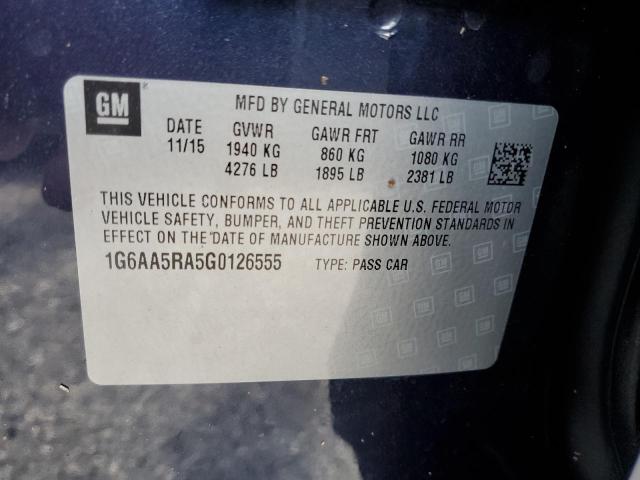 GM
MFD BY GENERAL MOTORS LLC
DATE GVWR GAWR FRT GAWR RR
11/15 1940 KG 860 KG 1080 KG
4276 LB 1895 LB 2381 LB
THIS VEHICLE CONFORMS TO ALL APPLICABLE U.S. FEDERAL MOTOR
VEHICLE SAFETY, BUMPER, AND THEFT PREVENTION STANDARDS IN
EFFECT ON THE DATE OF MANUFACTURE SHOWN ABOVE.
1G6AA5RA5G0126555 TYPE: PASS CAR